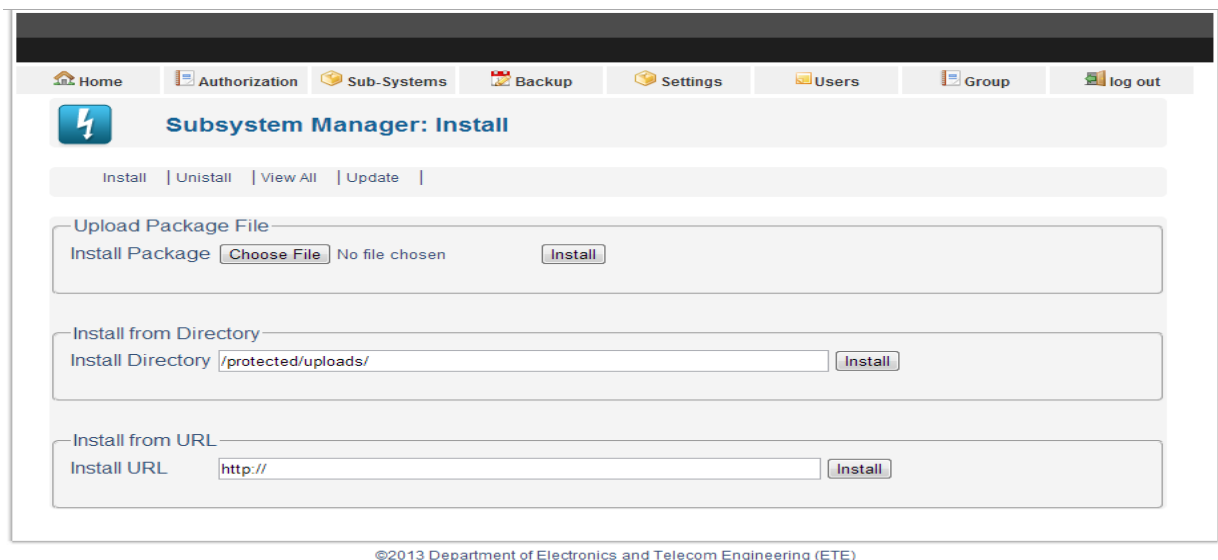 Home Authorization Sub-Systems Backup Settings Users Group log out
Subsystem Manager: Install
Install | Unistall | View All | Update |
Upload Package File
Install Package Choose File No file chosen Install
Install from Directory
Install Directory /protected/uploads/ Install
Install from URL
Install URL http:// Install
©2013 Department of Electronics and Telecom Engineering (ETE)